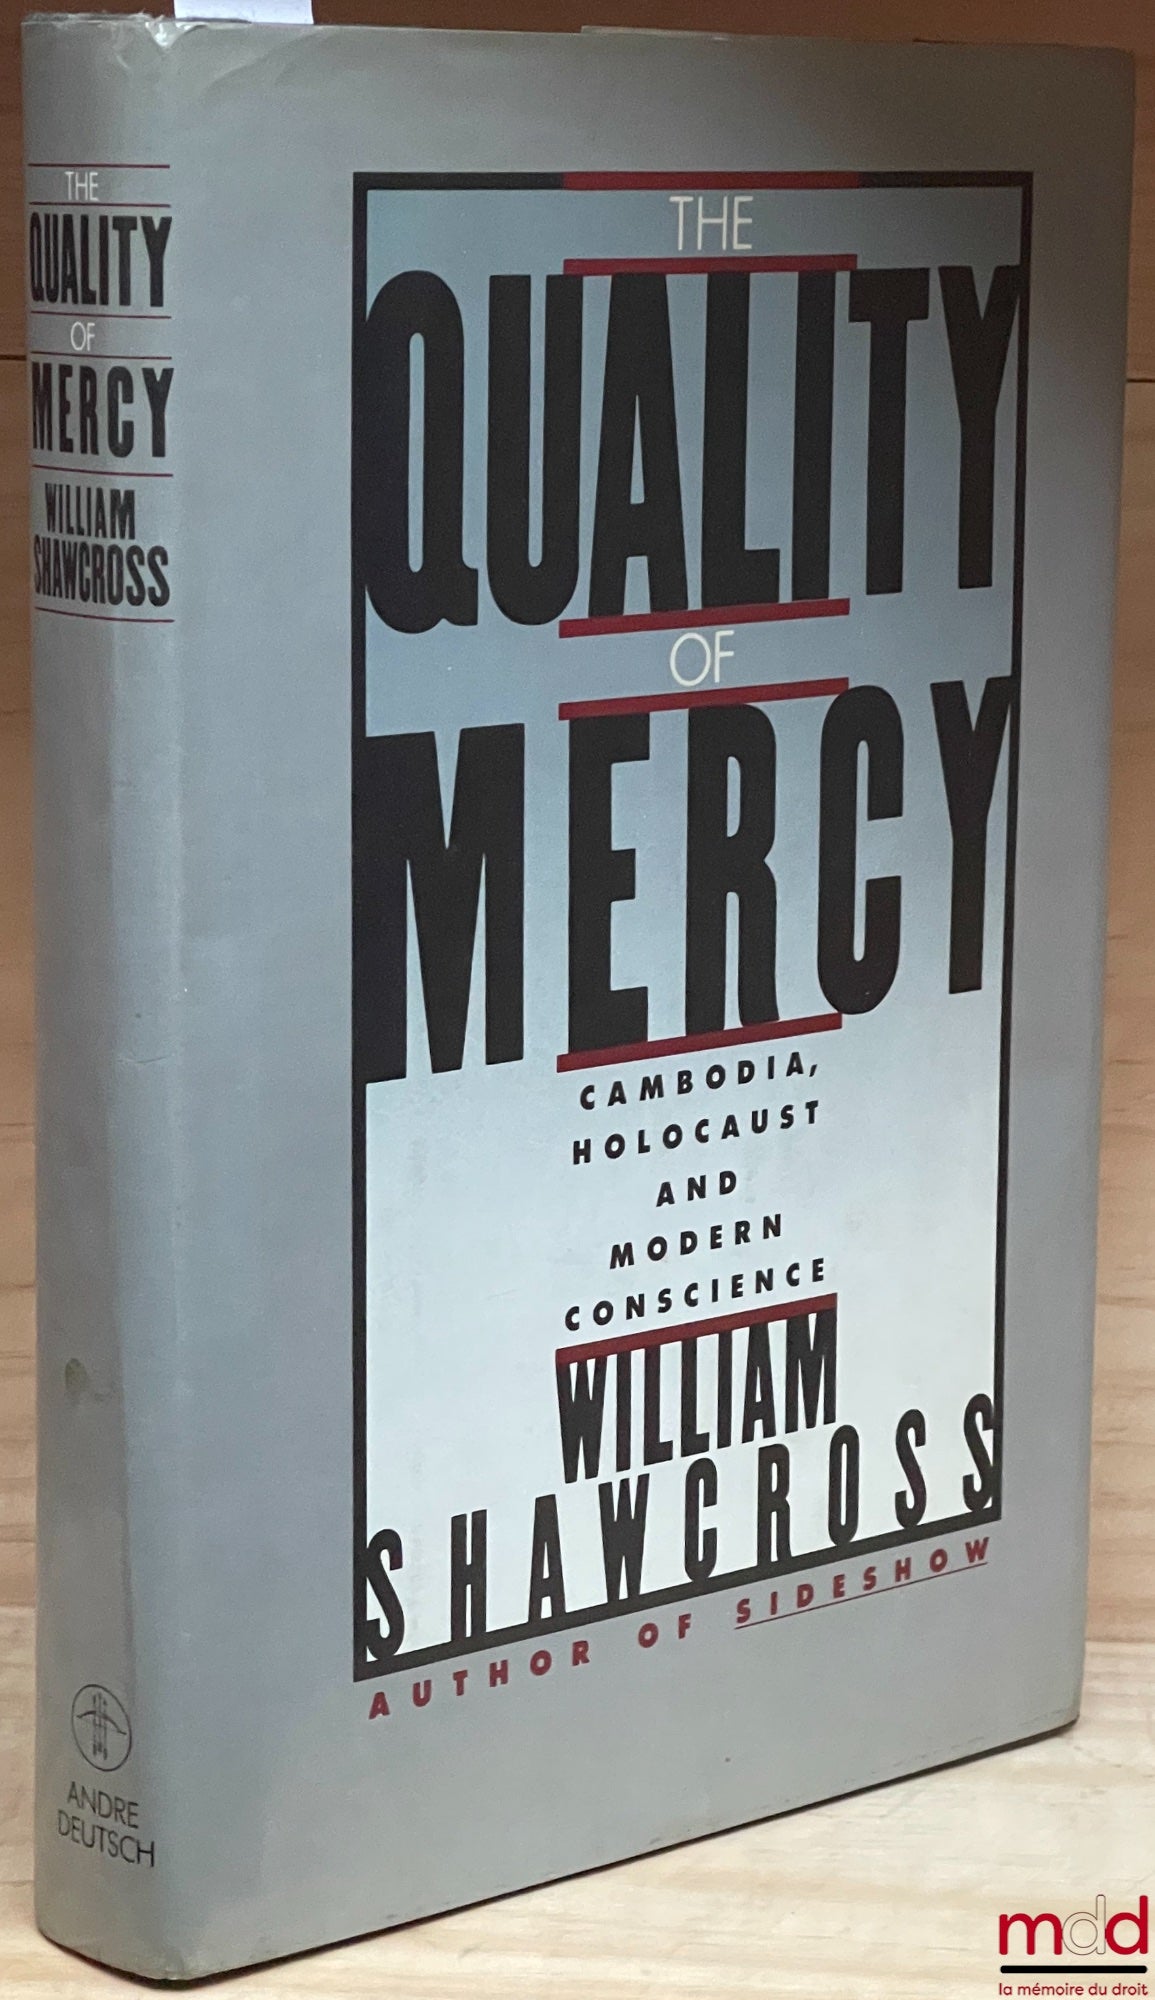 THE
QUALITY
OF
MERCY
WILLIAM
SHAWCROSS
ANDRE
DEUTSCH
THE
QUALITY
OF
MERCY
CAMBODIA,
HOLOCAUST
AND
MODERN
CONSCIENCE
WILLIAM
SHAWCROSS
AUTHOR OF SIDESHOW
mdd
la mémoire du droit